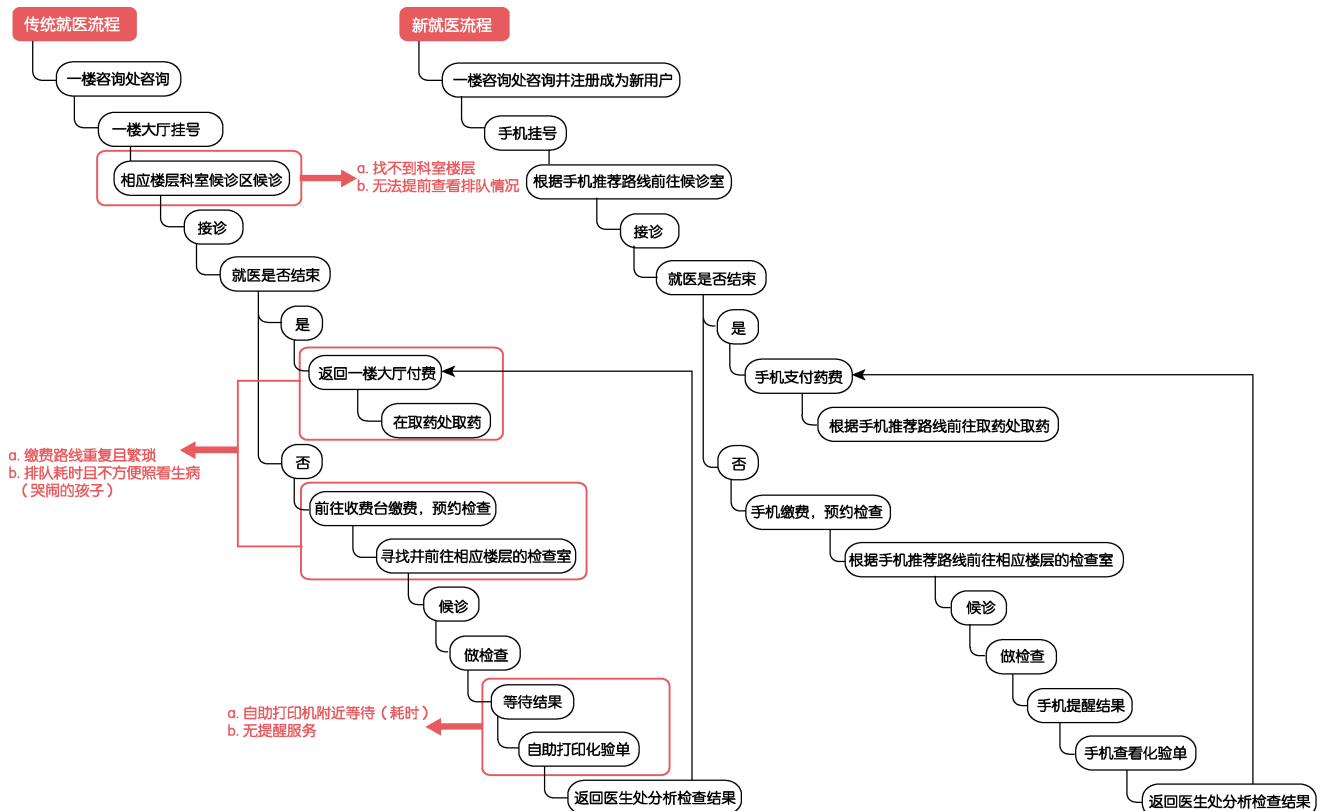 传统就医流程
一楼咨询处咨询
一楼大厅挂号
相应楼层科室候诊区候诊
a. 找不到科室楼层
b. 无法提前查看排队情况
接诊
就医是否结束
是
返回一楼大厅付费
在取药处取药
a. 缴费路线重复且繁琐
b. 排队耗时且不方便照看生病
（哭闹的孩子）
否
前往收费台缴费，预约检查
寻找并前往相应楼层的检查室
候诊
做检查
等待结果
a. 自助打印机附近等待（耗时）
b. 无提醒服务
自助打印化验单
返回医生处分析检查结果
新就医流程
一楼咨询处咨询并注册成为新用户
手机挂号
根据手机推荐路线前往候诊室
接诊
就医是否结束
是
手机支付药费
根据手机推荐路线前往取药处取药
否
手机缴费，预约检查
根据手机推荐路线前往相应楼层的检查室
候诊
做检查
手机提醒结果
手机查看化验单
返回医生处分析检查结果